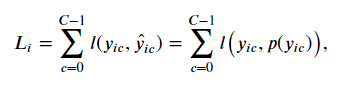 L_i = \sum_{c=0}^{C-1} l(y_{ic}, \hat{y}_{ic}) = \sum_{c=0}^{C-1} l(y_{ic}, p(y_{ic})),